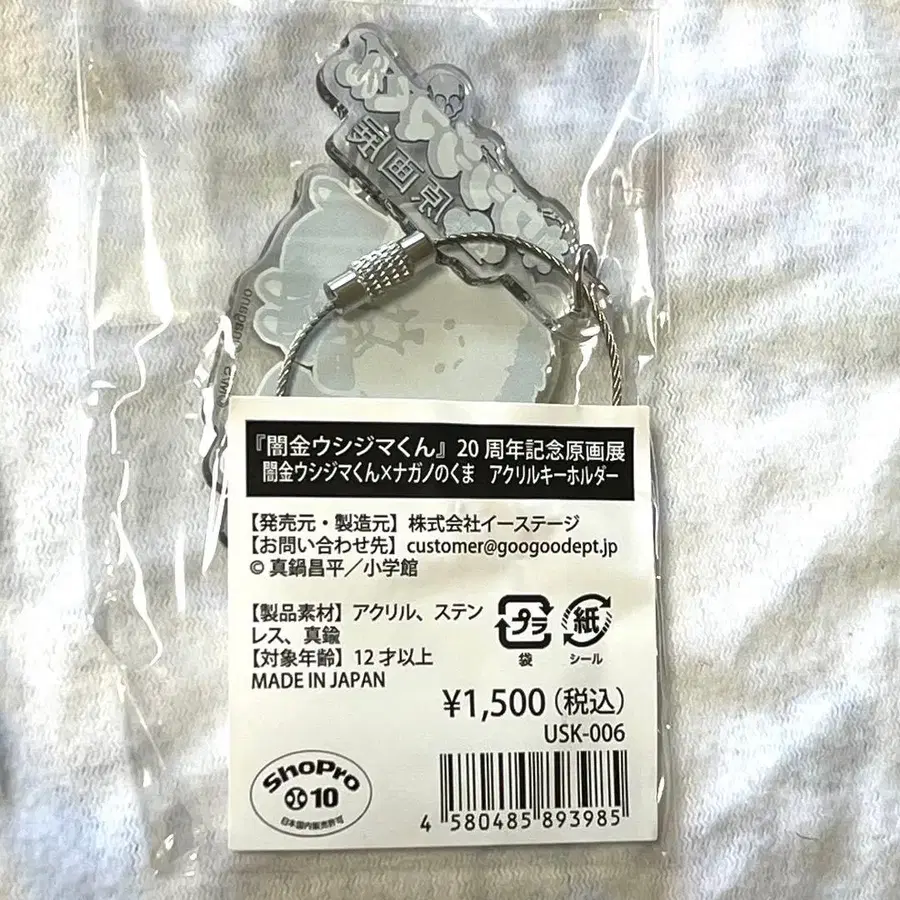 原画展
『闇金ウシジマくん』20 周年記念原画展
闇金ウシジマくん×ナガノのくま　アクリルキーホルダー
【発売元・製造元】株式会社イーステージ
【お問い合わせ先】customer@googoodept.jp
© 真鍋昌平／小学館
【製品素材】アクリル、ステン
レス、真鍮
【対象年齢】12 才以上
MADE IN JAPAN
プラ
袋
紙
シール
¥1,500（税込）
USK-006
ShoPro
10
日本国内販売許可
4 580485 893985